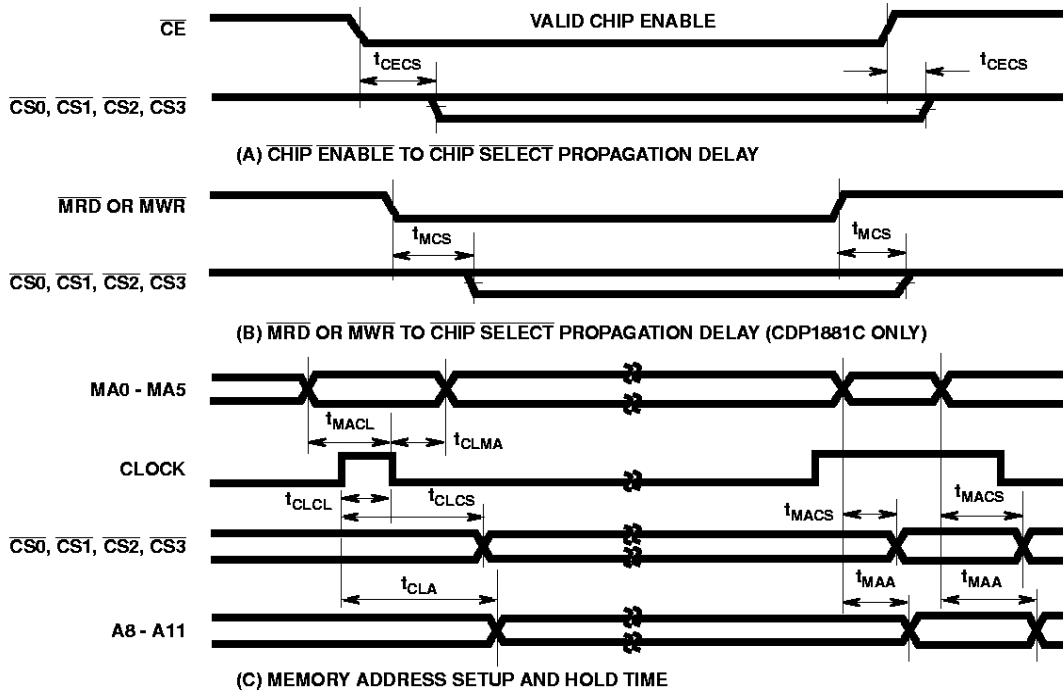 CE VALID CHIP ENABLE
tCECS tCECS
CS0, CS1, CS2, CS3
(A) CHIP ENABLE TO CHIP SELECT PROPAGATION DELAY
MRD OR MWR
tMCS tMCS
CS0, CS1, CS2, CS3
(B) MRD OR MWR TO CHIP SELECT PROPAGATION DELAY (CDP1881C ONLY)
MA0 - MA5
tMACL tCLMA
CLOCK
tCLCL tCLCS tMACS tMACS
CS0, CS1, CS2, CS3
tCLA tMAA tMAA
A8 - A11
(C) MEMORY ADDRESS SETUP AND HOLD TIME